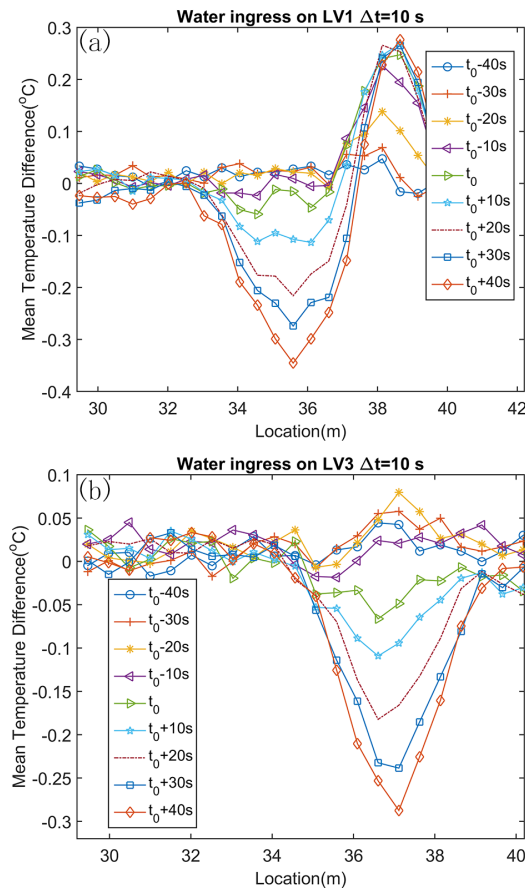 Water ingress on LV1 Δt=10 s
(a)
0.3
0.2
0.1
0
-0.1
-0.2
-0.3
-0.4
Mean Temperature Difference(°C)
t0-40s
t0-30s
t0-20s
t0-10s
t0
t0+10s
t0+20s
t0+30s
t0+40s
30 32 34 36 38 40 42
Location(m)
Water ingress on LV3 Δt=10 s
(b)
0.1
0.05
0
-0.05
-0.1
-0.15
-0.2
-0.25
-0.3
Mean Temperature Difference(°C)
t0-40s
t0-30s
t0-20s
t0-10s
t0
t0+10s
t0+20s
t0+30s
t0+40s
30 32 34 36 38 40
Location(m)